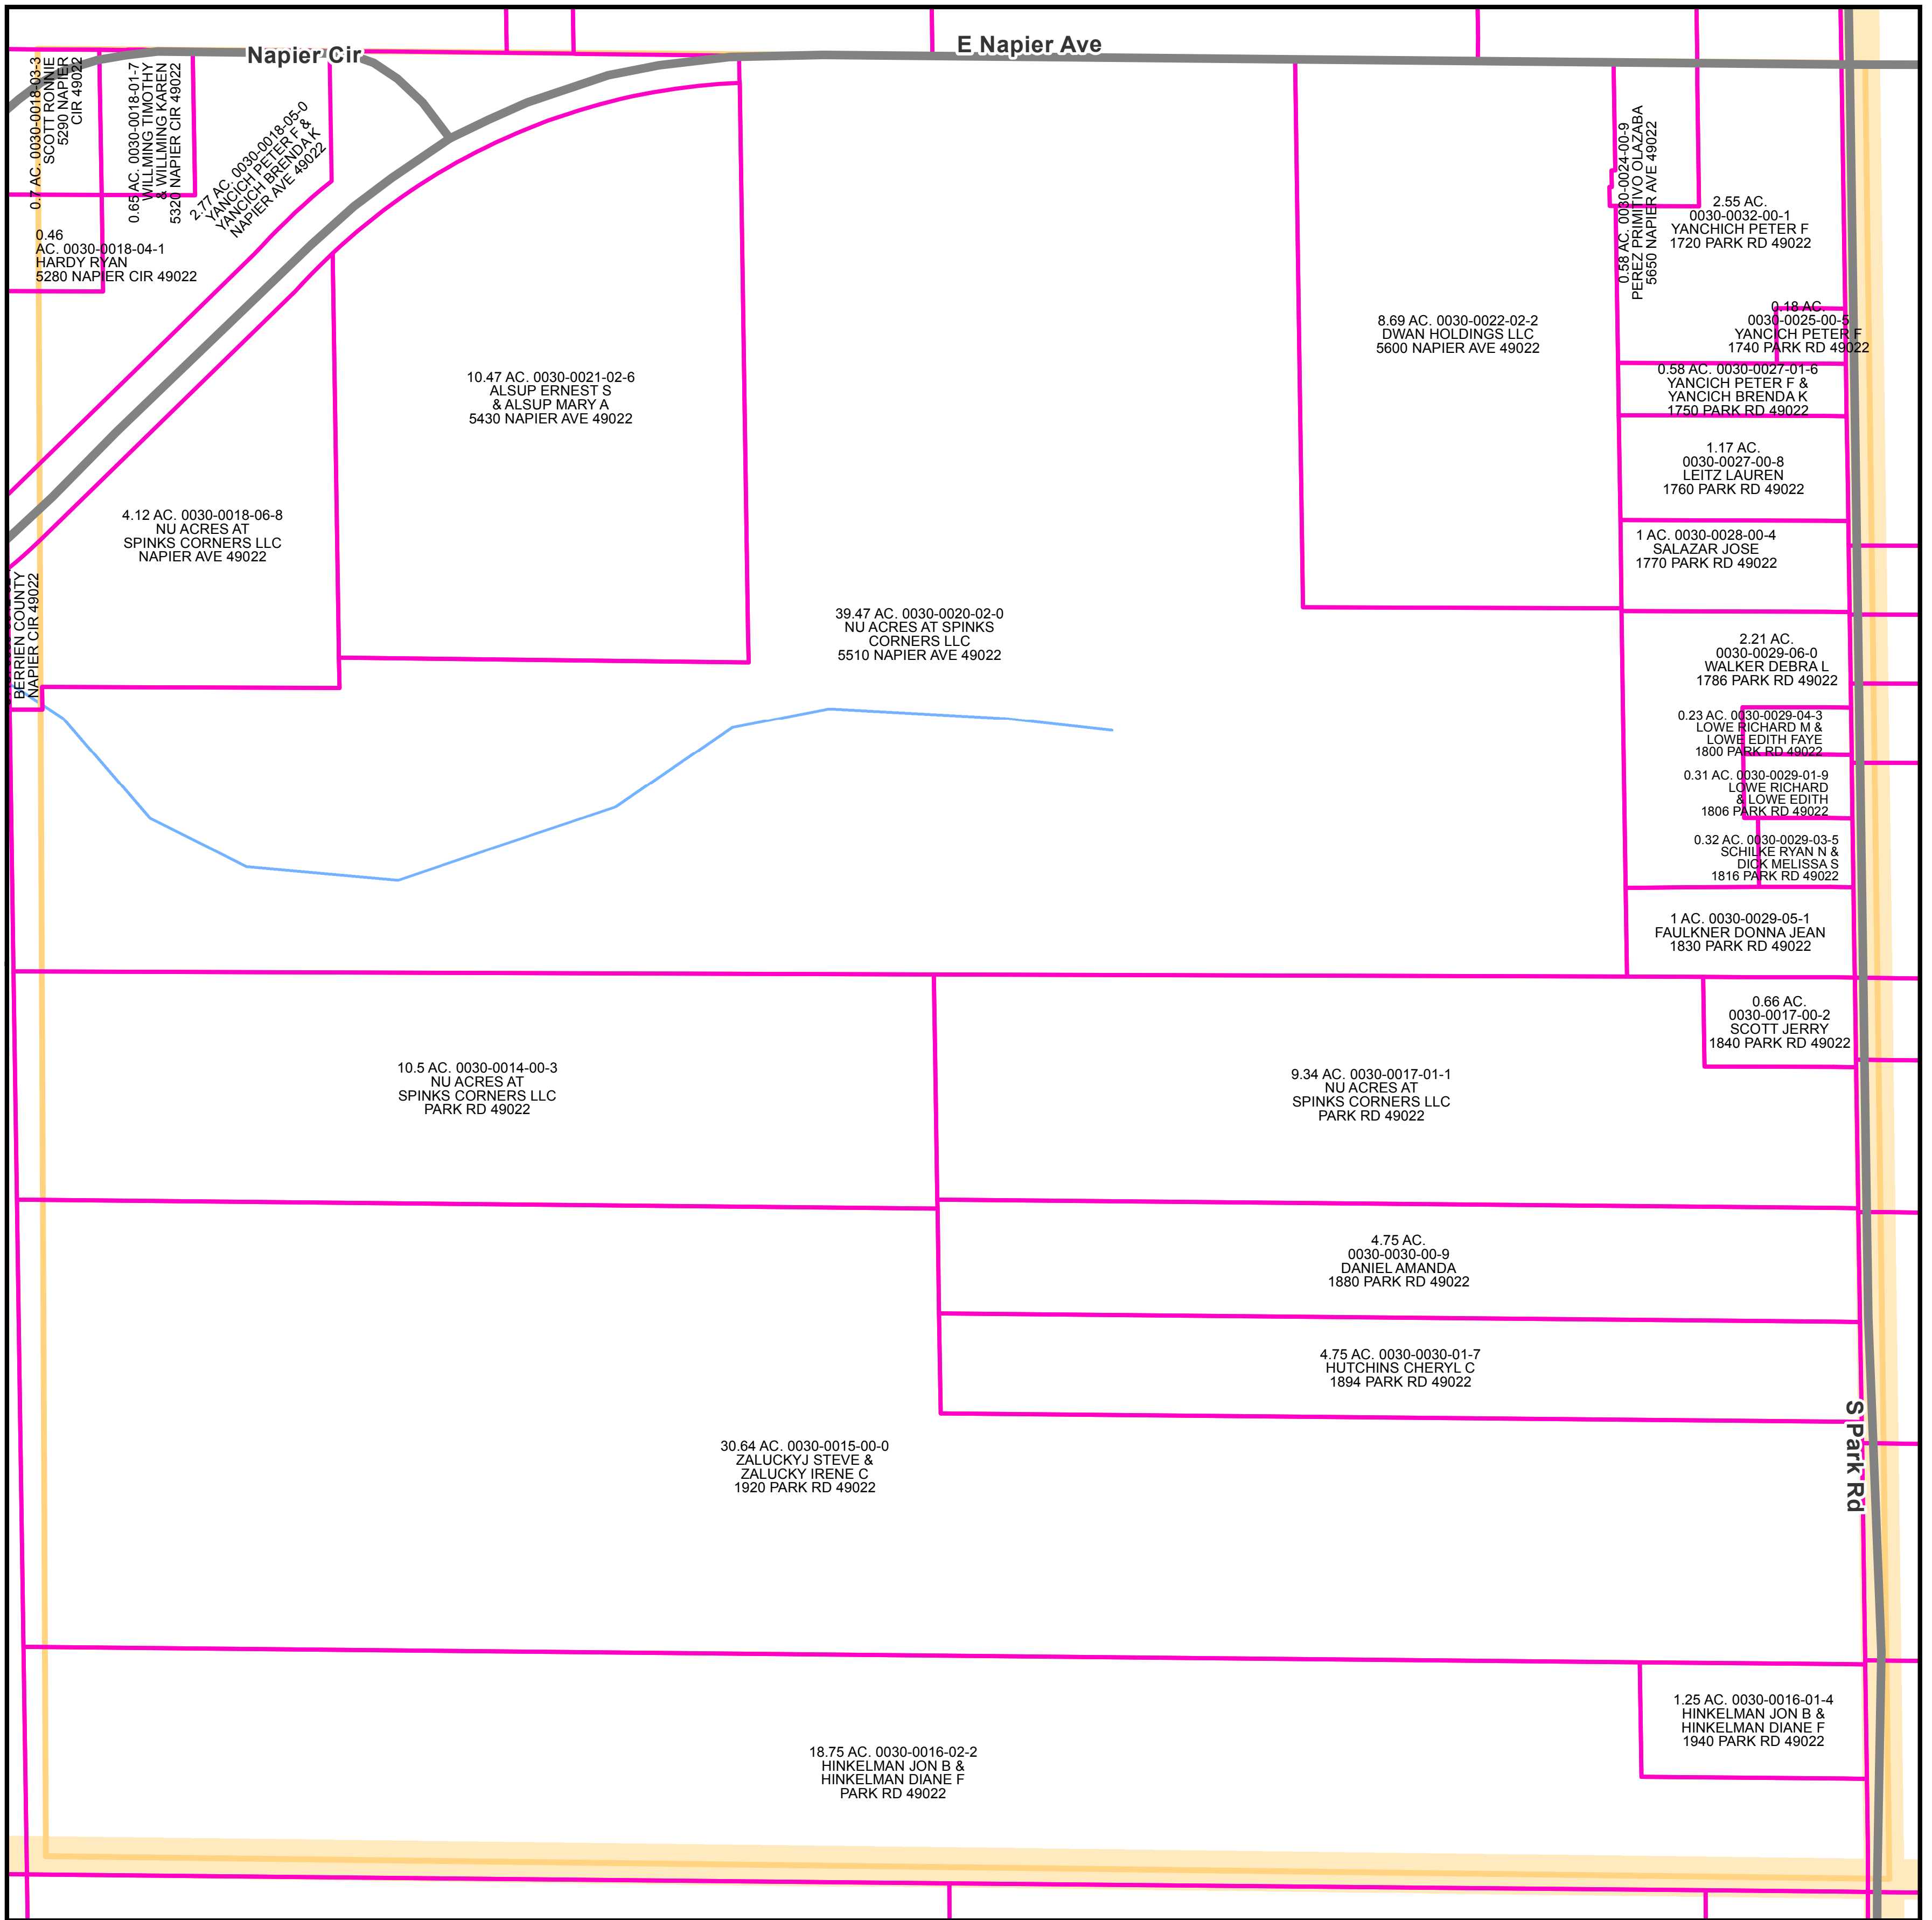 Napier Cir
E Napier Ave
0.7 AC. 0030-0018-03-3
SCOTT RONNIE
5290 NAPIER
CIR 49022
0.65 AC. 0030-0018-01-7
WILLMING TIMOTHY
& WILLMING KAREN
5320 NAPIER CIR 49022
2.77 AC. 0030-0018-05-0
YANCICH PETER F &
YANCICH BRENDA K
NAPIER AVE 49022
0.46
AC. 0030-0018-04-1
HARDY RYAN
5280 NAPIER CIR 49022
0.58 AC. 0030-0024-00-9
PEREZ PRIMITIVO OLAZABA
5650 NAPIER AVE 49022
2.55 AC.
0030-0032-00-1
YANCHICH PETER F
1720 PARK RD 49022
0.18 AC.
0030-0025-00-5
YANCICH PETER F
1740 PARK RD 49022
8.69 AC. 0030-0022-02-2
DWAN HOLDINGS LLC
5600 NAPIER AVE 49022
0.58 AC. 0030-0027-01-6
YANCICH PETER F &
YANCICH BRENDA K
1750 PARK RD 49022
10.47 AC. 0030-0021-02-6
ALSUP ERNEST S
& ALSUP MARY A
5430 NAPIER AVE 49022
1.17 AC.
0030-0027-00-8
LEITZ LAUREN
1760 PARK RD 49022
4.12 AC. 0030-0018-06-8
NU ACRES AT
SPINKS CORNERS LLC
NAPIER AVE 49022
1 AC. 0030-0028-00-4
SALAZAR JOSE
1770 PARK RD 49022
BERRIEN COUNTY
NAPIER CIR 49022
39.47 AC. 0030-0020-02-0
NU ACRES AT SPINKS
CORNERS LLC
5510 NAPIER AVE 49022
2.21 AC.
0030-0029-06-0
WALKER DEBRA L
1786 PARK RD 49022
0.23 AC. 0030-0029-04-3
LOWE RICHARD M &
LOWE EDITH FAYE
1800 PARK RD 49022
0.31 AC. 0030-0029-01-9
LOWE RICHARD
& LOWE EDITH
1806 PARK RD 49022
0.32 AC. 0030-0029-03-5
SCHILKE RYAN N &
DICK MELISSA S
1816 PARK RD 49022
1 AC. 0030-0029-05-1
FAULKNER DONNA JEAN
1830 PARK RD 49022
0.66 AC.
0030-0017-00-2
SCOTT JERRY
1840 PARK RD 49022
10.5 AC. 0030-0014-00-3
NU ACRES AT
SPINKS CORNERS LLC
PARK RD 49022
9.34 AC. 0030-0017-01-1
NU ACRES AT
SPINKS CORNERS LLC
PARK RD 49022
4.75 AC.
0030-0030-00-9
DANIEL AMANDA
1880 PARK RD 49022
4.75 AC. 0030-0030-01-7
HUTCHINS CHERYL C
1894 PARK RD 49022
S Park Rd
30.64 AC. 0030-0015-00-0
ZALUCKYJ STEVE &
ZALUCKY IRENE C
1920 PARK RD 49022
1.25 AC. 0030-0016-01-4
HINKELMAN JON B &
HINKELMAN DIANE F
1940 PARK RD 49022
18.75 AC. 0030-0016-02-2
HINKELMAN JON B &
HINKELMAN DIANE F
PARK RD 49022